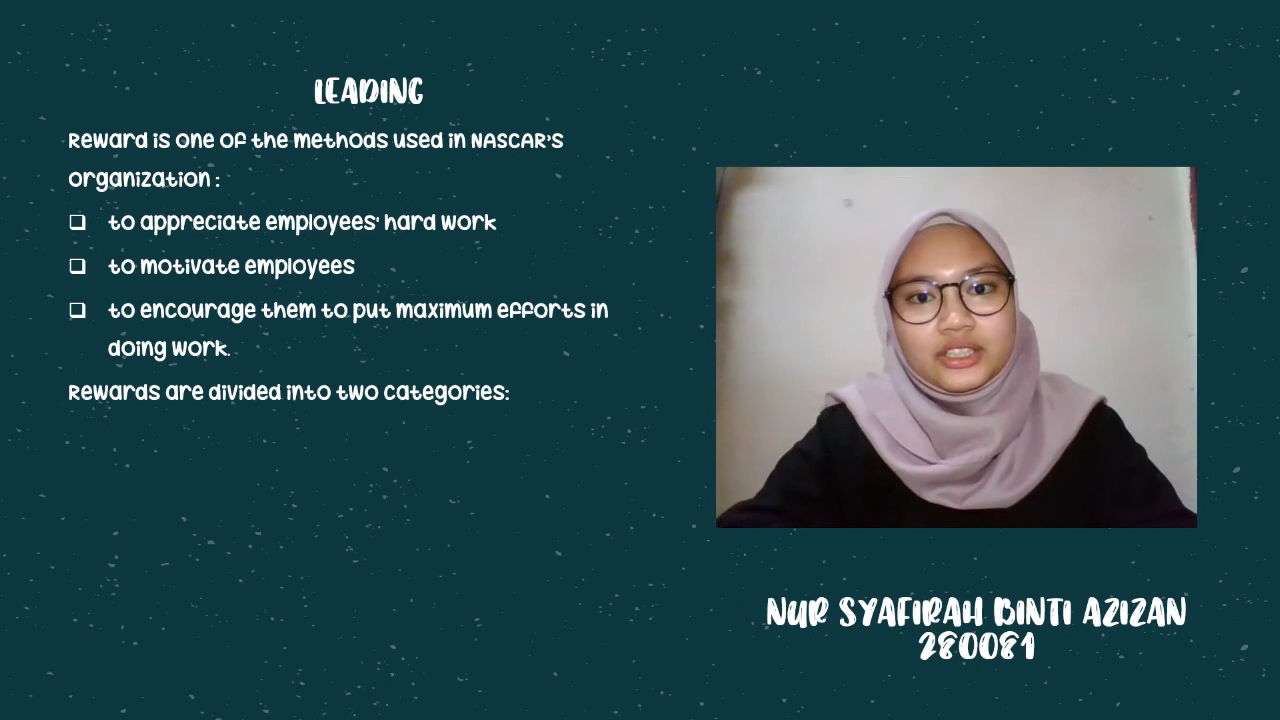 LEADING
Reward is one of the methods used in NASCAR's
organization :
❑ to appreciate employees' hard work
❑ to motivate employees
❑ to encourage them to put maximum efforts in
doing work.
Rewards are divided into two categories:
NUR SYAFIRAH BINTI AZIZAN
280081